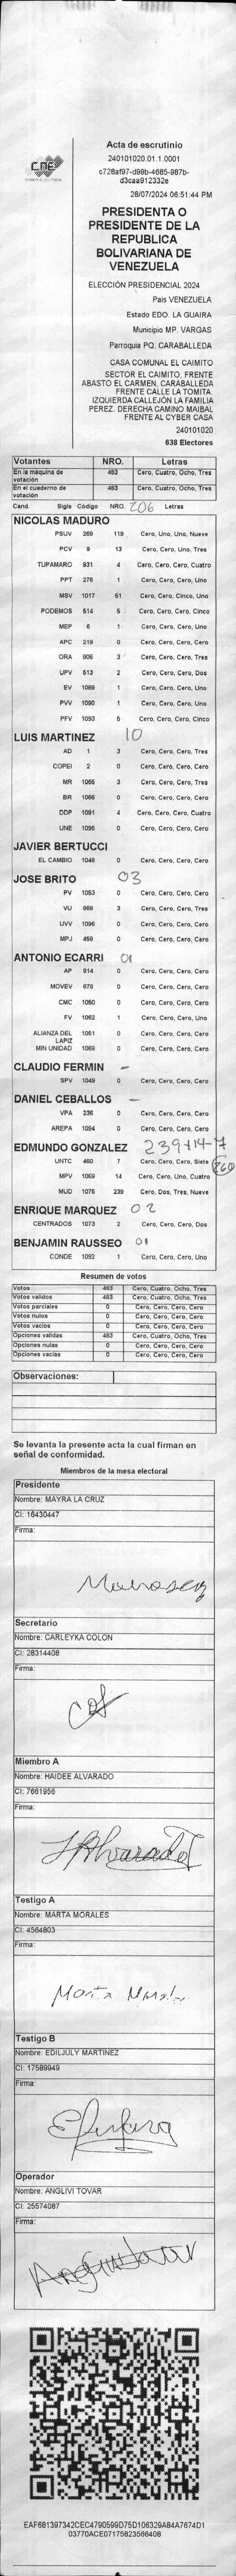 CNE
Acta de escrutinio
240101020.01.1.0001
c728af97-d99b-4685-987b-
d3caa912332e
28/07/2024 06:51:44 PM
PRESIDENTA O
PRESIDENTE DE LA
REPUBLICA
BOLIVARIANA DE
VENEZUELA
ELECCIÓN PRESIDENCIAL 2024
Pais VENEZUELA
Estado EDO. LA GUAIRA
Municipio MP. VARGAS
Parroquia PQ. CARABALLEDA
CASA COMUNAL EL CAIMITO
SECTOR EL CAIMITO. FRENTE
ABASTO EL CARMEN, CARABALLEDA
FRENTE CALLE LA TOMITA.
IZQUIERDA CALLEJÓN LA FAMILIA
PEREZ. DERECHA CAMINO MAIBAL
FRENTE AL CYBER CASA
240101020
638 Electores
Votantes NRO. Letras
En la máquina de votación 483 Cero, Cuatro, Ocho, Tres
En el cuaderno de votación 483 Cero, Cuatro, Ocho, Tres
Cand. Sigla Código NRO. 206 Letras
NICOLAS MADURO
PSUV 269 119 Cero, Uno, Uno, Nueve
PCV 9 13 Cero, Cero, Uno, Tres
TUPAMARO 931 4 Cero, Cero, Cero, Cuatro
PPT 276 1 Cero, Cero, Cero, Uno
MSV 1017 51 Cero, Cero, Cinco, Uno
PODEMOS 514 5 Cero, Cero, Cero, Cinco
MEP 6 1 Cero, Cero, Cero, Uno
APC 219 0 Cero, Cero, Cero, Cero
ORA 906 3 Cero, Cero, Cero, Tres
UPV 513 2 Cero, Cero, Cero, Dos
EV 1089 1 Cero, Cero, Cero, Uno
PVV 1090 1 Cero, Cero, Cero, Uno
PFV 1093 5 Cero, Cero, Cero, Cinco
LUIS MARTINEZ 10
AD 1 3 Cero, Cero, Cero, Tres
COPEI 2 0 Cero, Cero, Cero, Cero
MR 1065 3 Cero, Cero, Cero, Tres
BR 1066 0 Cero, Cero, Cero, Cero
DDP 1091 4 Cero, Cero, Cero, Cuatro
UNE 1095 0 Cero, Cero, Cero, Cero
JAVIER BERTUCCI
EL CAMBIO 1048 0 Cero, Cero, Cero, Cero
JOSE BRITO 03
PV 1053 0 Cero, Cero, Cero, Cero
VU 868 3 Cero, Cero, Cero, Tres
UVV 1096 0 Cero, Cero, Cero, Cero
MPJ 458 0 Cero, Cero, Cero, Cero
ANTONIO ECARRI 01
AP 614 0 Cero, Cero, Cero, Cero
MOVEV 878 0 Cero, Cero, Cero, Cero
CMC 1050 0 Cero, Cero, Cero, Cero
FV 1062 1 Cero, Cero, Cero, Uno
ALIANZA DEL LAPIZ 1051 0 Cero, Cero, Cero, Cero
MIN UNIDAD 1068 0 Cero, Cero, Cero, Cero
CLAUDIO FERMIN -
SPV 1049 0 Cero, Cero, Cero, Cero
DANIEL CEBALLOS -
VPA 236 0 Cero, Cero, Cero, Cero
AREPA 1094 0 Cero, Cero, Cero, Cero
EDMUNDO GONZALEZ 239+14+7
UNTC 460 7 Cero, Cero, Cero, Siete 260
MPV 1069 14 Cero, Cero, Uno, Cuatro
MUD 1076 239 Cero, Dos, Tres, Nueve
ENRIQUE MARQUEZ 02
CENTRADOS 1073 2 Cero, Cero, Cero, Dos
BENJAMIN RAUSSEO 01
CONDE 1092 1 Cero, Cero, Cero, Uno
Resumen de votos
Votos 483 Cero, Cuatro, Ocho, Tres
Votos validos 483 Cero, Cuatro, Ocho, Tres
Votos parciales 0 Cero, Cero, Cero, Cero
Votos nulos 0 Cero, Cero, Cero, Cero
Votos vacios 0 Cero, Cero, Cero, Cero
Opciones validas 483 Cero, Cuatro, Ocho, Tres
Opciones nulas 0 Cero, Cero, Cero, Cero
Opciones vacias 0 Cero, Cero, Cero, Cero
Observaciones:
Se levanta la presente acta la cual firman en
señal de conformidad.
Miembros de la mesa electoral
Presidente
Nombre: MAYRA LA CRUZ
CI: 16430447
Firma:
Secretario
Nombre: CARLEYKA COLON
CI: 28314408
Firma:
Miembro A
Nombre: HAIDEE ALVARADO
CI: 7661956
Firma:
HAlvarado
Testigo A
Nombre: MARTA MORALES
CI: 4564803
Firma:
Testigo B
Nombre: EDILJULY MARTINEZ
CI: 17589949
Firma:
Operador
Nombre: ANGLIVI TOVAR
CI: 25574087
Firma:
EAF681397342CEC4790599D75D106329A84A7674D1
03770ACE07175823566408